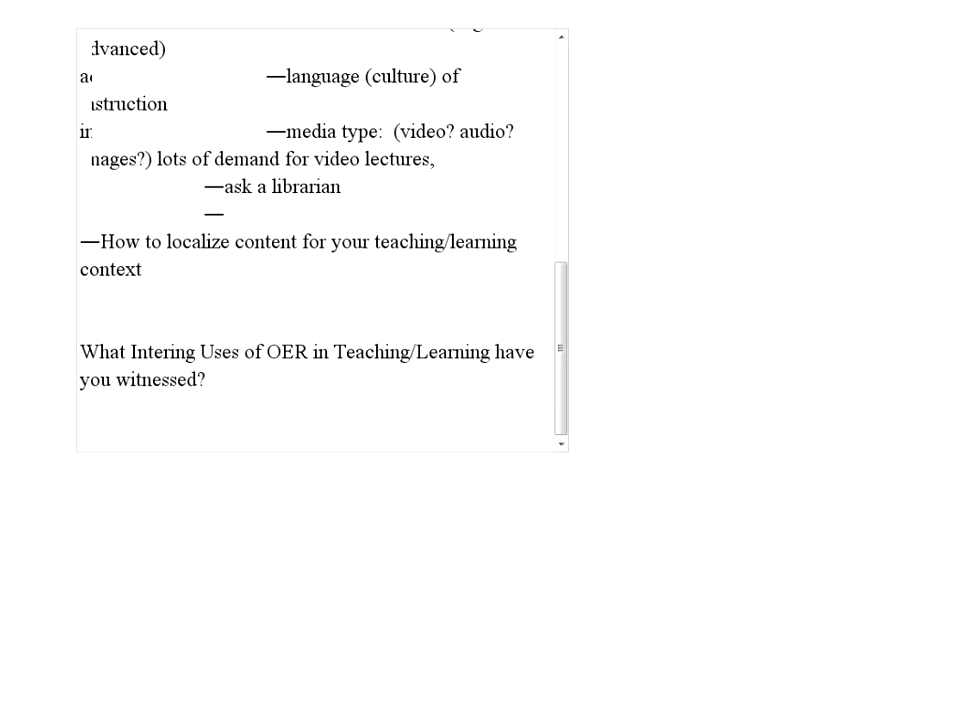 dvanced)
—language (culture) of
struction
—media type:  (video? audio?
nages?) lots of demand for video lectures,
—ask a librarian
—
—How to localize content for your teaching/learning
context
What Intering Uses of OER in Teaching/Learning have
you witnessed?